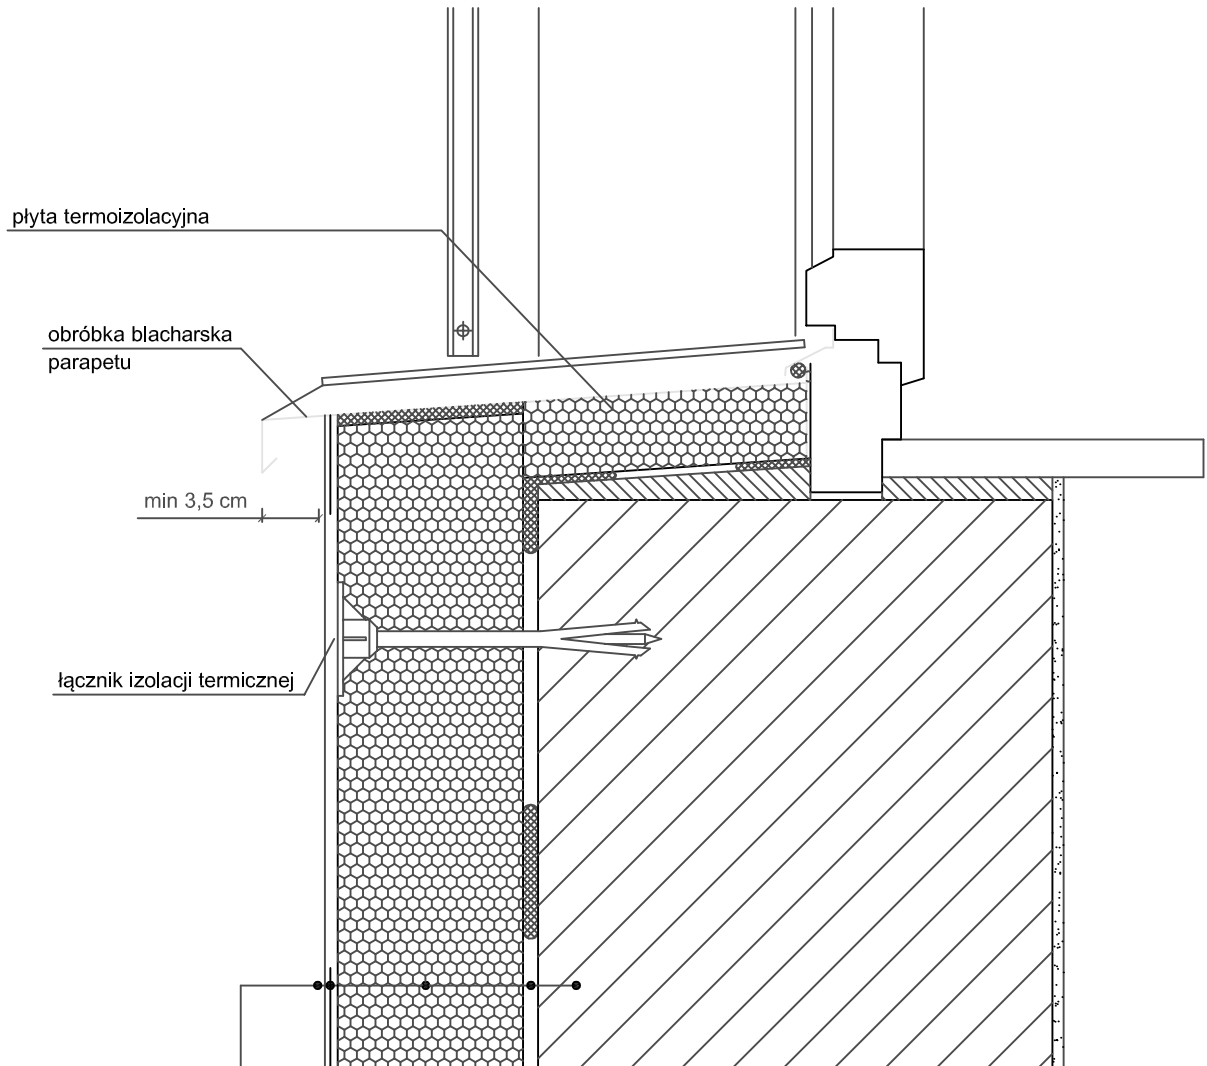 płyta termoizolacyjna
obróbka blacharska
parapetu
min 3,5 cm
łącznik izolacji termicznej